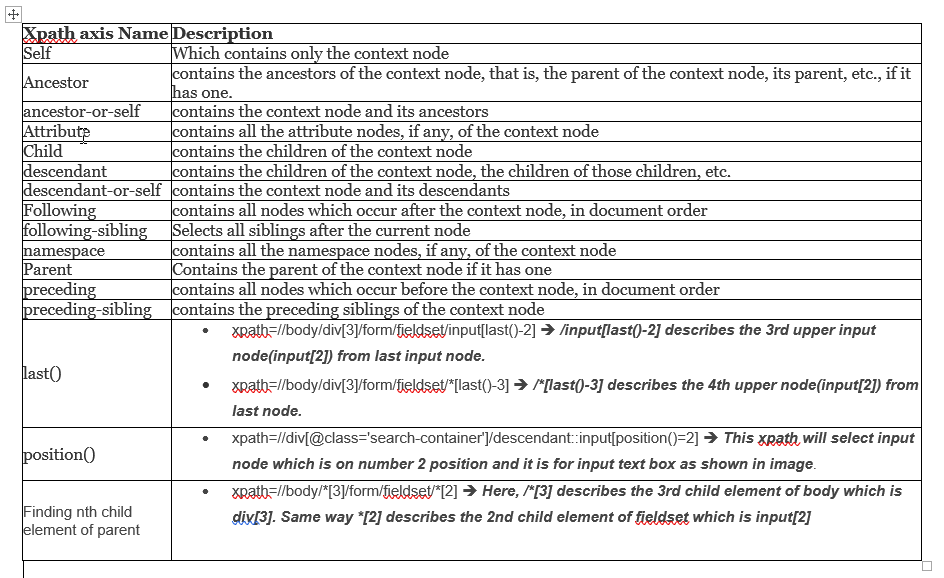 Xpath axis Name Description
Self Which contains only the context node
Ancestor contains the ancestors of the context node, that is, the parent of the context node, its parent, etc., if it
has one.
ancestor-or-self contains the context node and its ancestors
Attribute contains all the attribute nodes, if any, of the context node
Child contains the children of the context node
descendant contains the children of the context node, the children of those children, etc.
descendant-or-self contains the context node and its descendants
Following contains all nodes which occur after the context node, in document order
following-sibling Selects all siblings after the current node
namespace contains all the namespace nodes, if any, of the context node
Parent Contains the parent of the context node if it has one
preceding contains all nodes which occur before the context node, in document order
preceding-sibling contains the preceding siblings of the context node
last()
• xpath=//body/div[3]/form/fieldset/input[last()-2] ➔ /input[last()-2] describes the 3rd upper input
node(input[2]) from last input node.
• xpath=//body/div[3]/form/fieldset/*[last()-3] ➔ /*[last()-3] describes the 4th upper node(input[2]) from
last node.
position()
• xpath=//div[@class='search-container']/descendant::input[position()=2] ➔ This xpath will select input
node which is on number 2 position and it is for input text box as shown in image.
Finding nth child
element of parent
• xpath=//body/*[3]/form/fieldset/*[2] ➔ Here, /*[3] describes the 3rd child element of body which is
div[3]. Same way *[2] describes the 2nd child element of fieldset which is input[2]